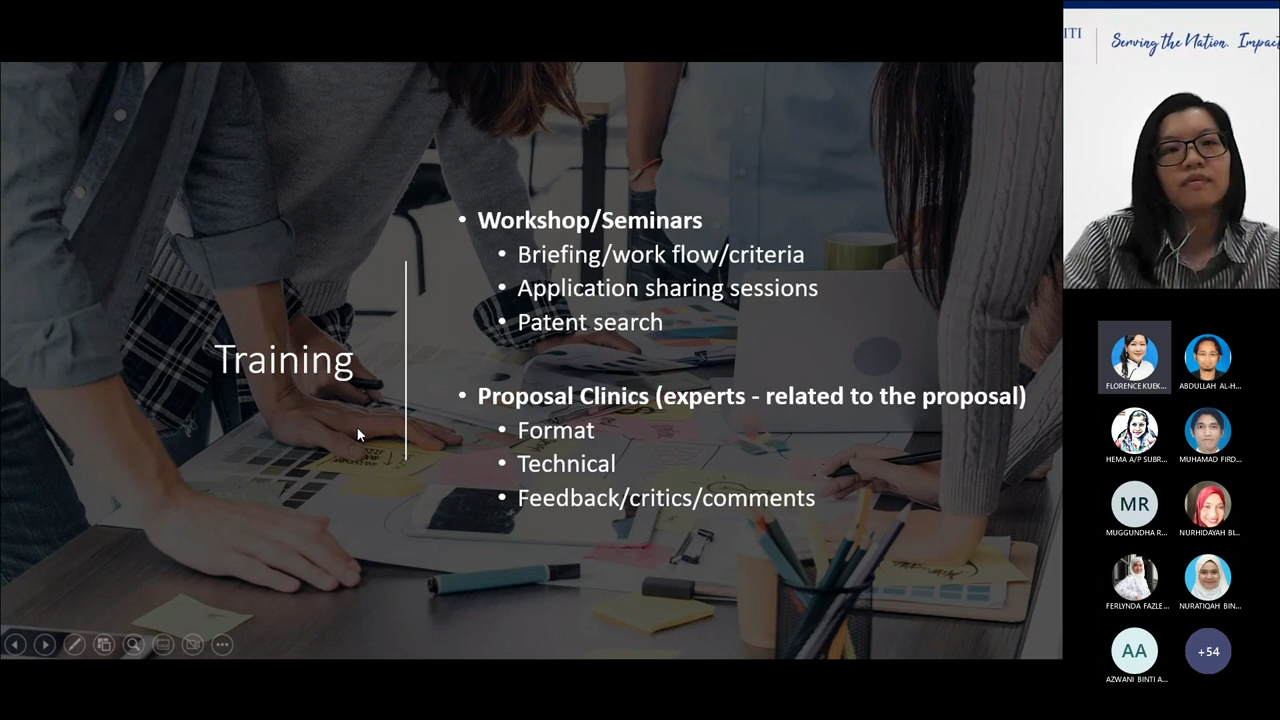 Training
• Workshop/Seminars
• Briefing/work flow/criteria
• Application sharing sessions
• Patent search
• Proposal Clinics (experts - related to the proposal)
• Format
• Technical
• Feedback/critics/comments
ITI
Serving the Nation. Impact
FLORENCE KUEK...
ABDULLAH AL-H...
HEMA A/P SUBR...
MUHAMAD FIRD...
MR
MUGGUNDHA R...
NURHIDAYAH BI...
FERLYNDA FAZLE...
NURATIQAH BIN...
AA
AZWANI BINTI A...
+54